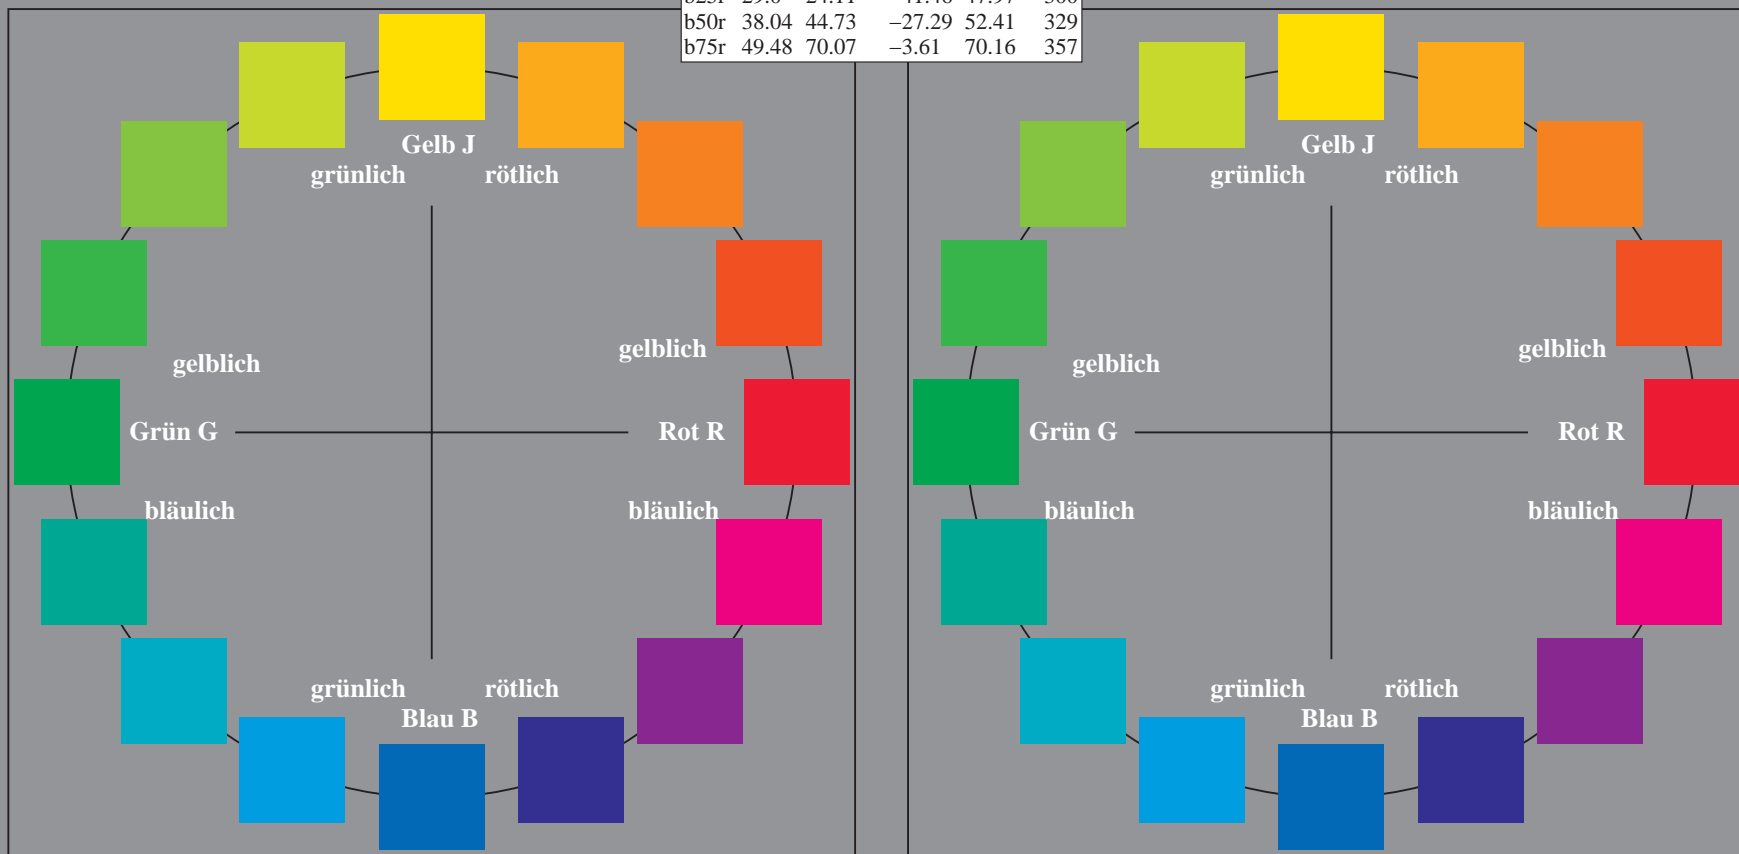 b50r 38.04 44.73 −27.29 52.41 329
b75r 49.48 70.07 −3.61 70.16 357
Gelb J
grünlich rötlich
gelblich
gelblich
Grün G Rot R
bläulich bläulich
grünlich rötlich
Blau B
Gelb J
grünlich rötlich
gelblich
gelblich
Grün G Rot R
bläulich bläulich
grünlich rötlich
Blau B